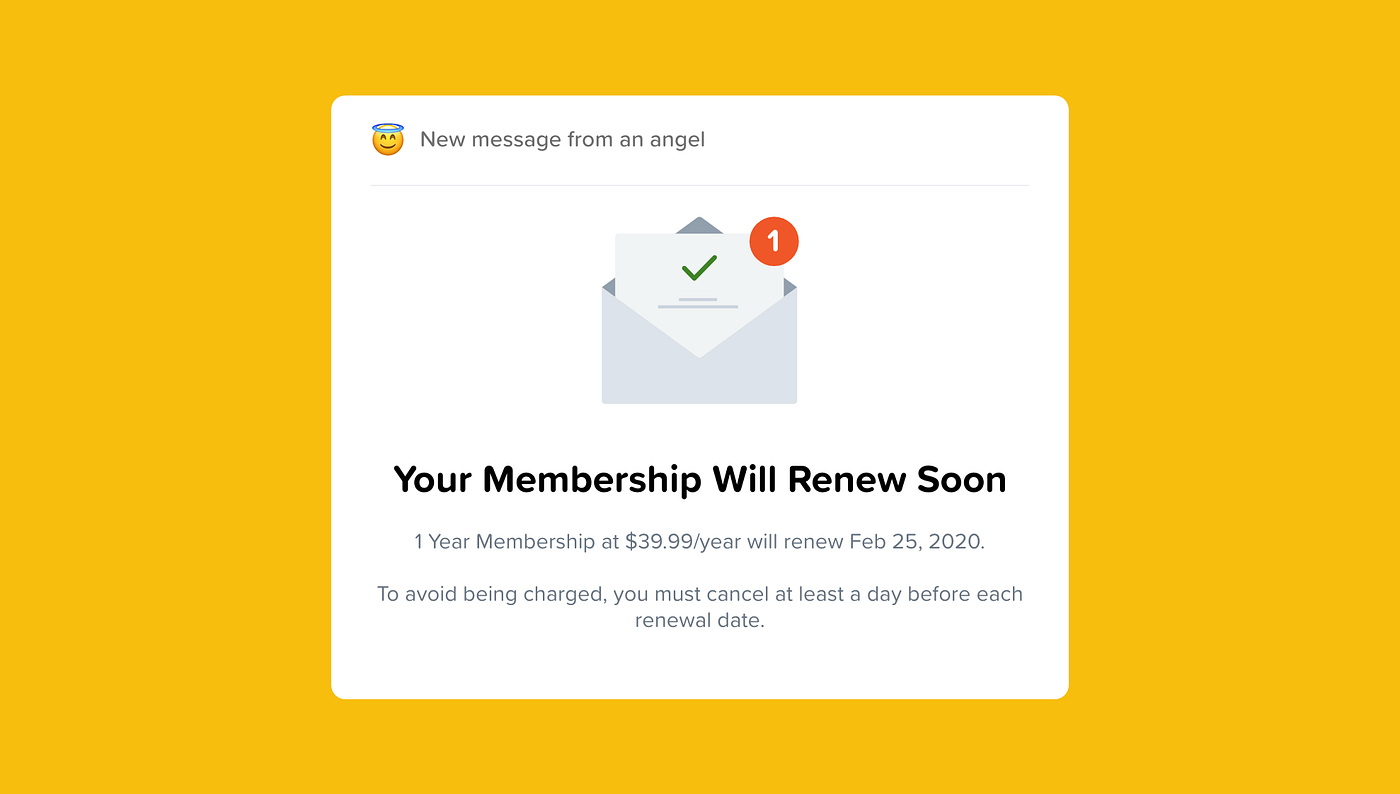 New message from an angel
1
Your Membership Will Renew Soon
1 Year Membership at $39.99/year will renew Feb 25, 2020.
To avoid being charged, you must cancel at least a day before each
renewal date.